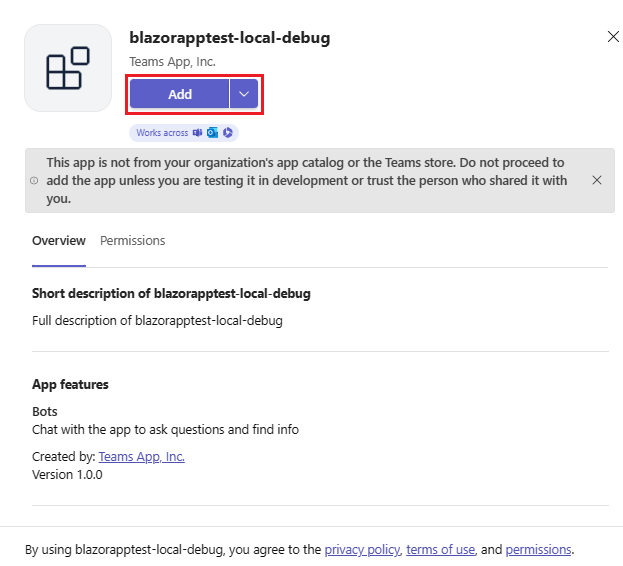 blazorapptest-local-debug
Teams App, Inc.
Add
Works across
This app is not from your organization's app catalog or the Teams store. Do not proceed to
add the app unless you are testing it in development or trust the person who shared it with
you.
Overview Permissions
Short description of blazorapptest-local-debug
Full description of blazorapptest-local-debug
App features
Bots
Chat with the app to ask questions and find info
Created by: Teams App, Inc.
Version 1.0.0
By using blazorapptest-local-debug, you agree to the privacy policy, terms of use, and permissions.